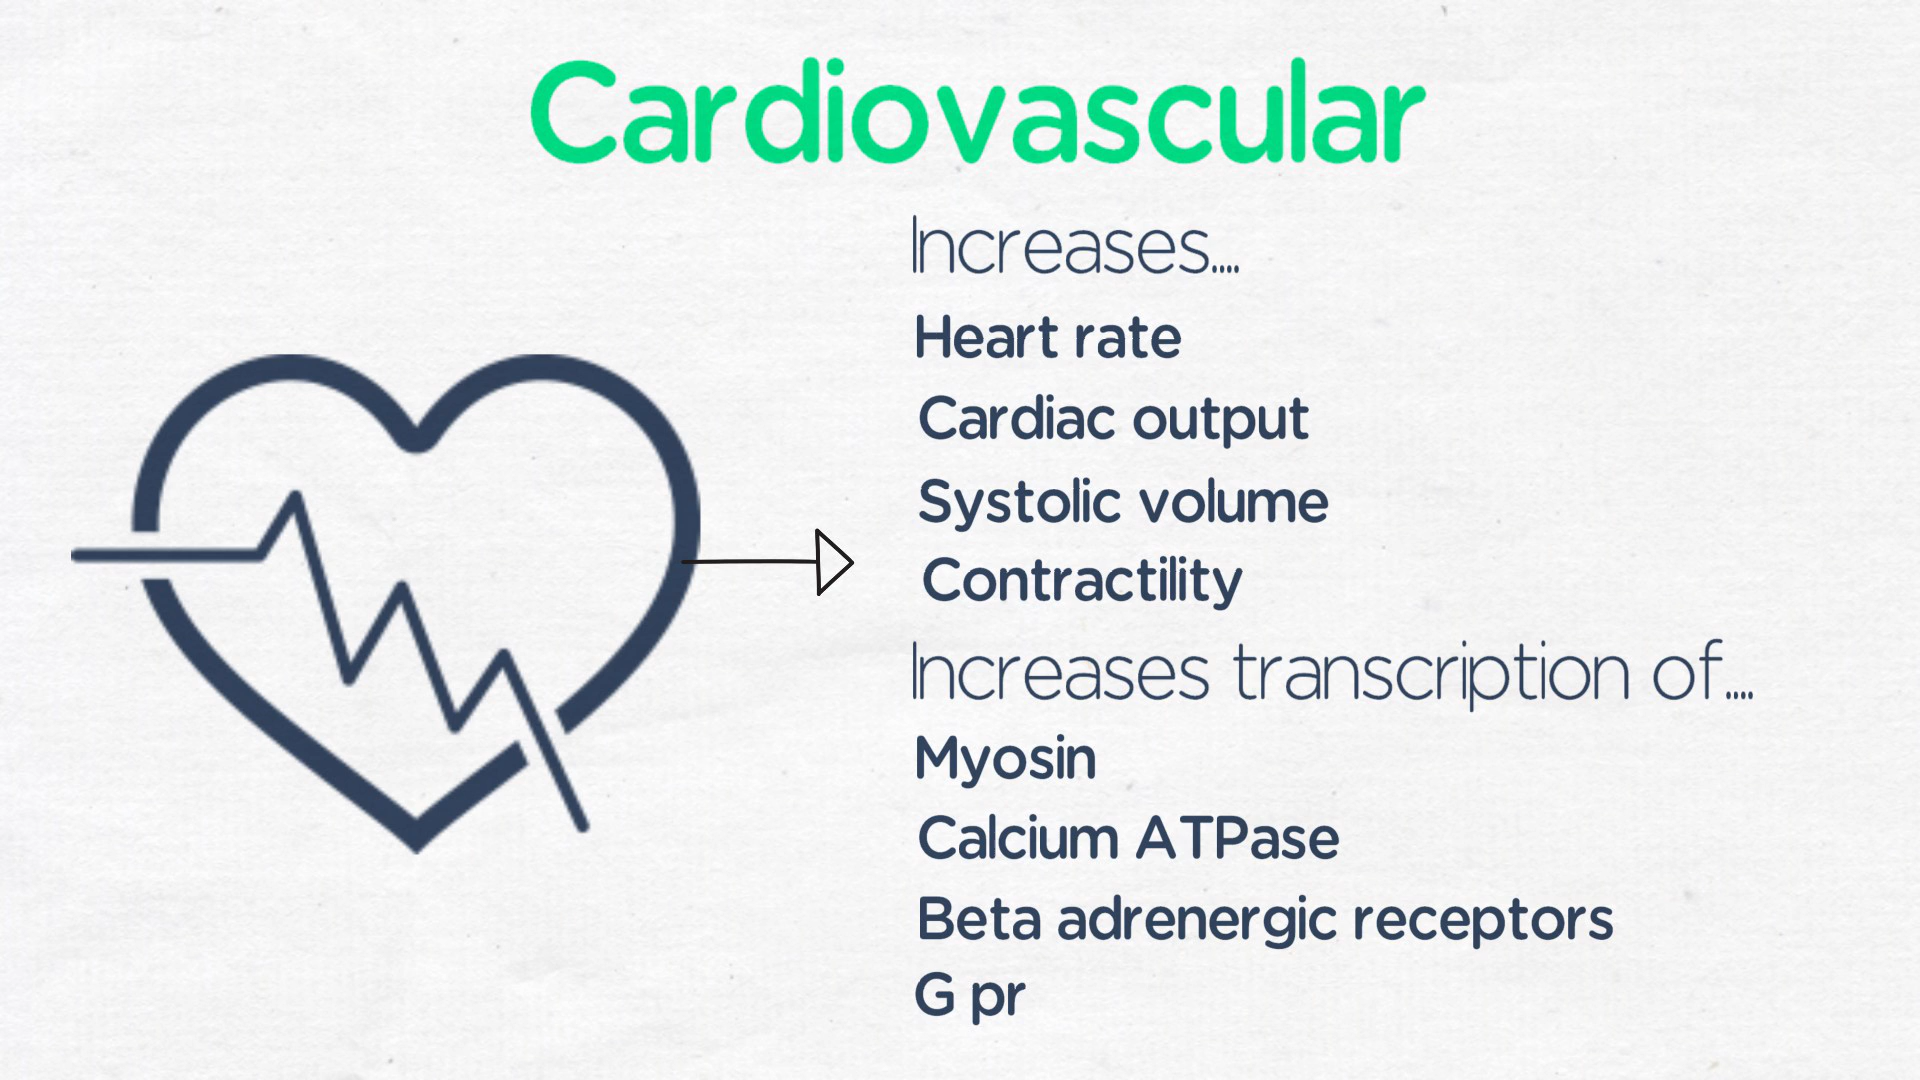 Cardiovascular
Increases....
Heart rate
Cardiac output
Systolic volume
Contractility
Increases transcription of....
Myosin
Calcium ATPase
Beta adrenergic receptors
G pr